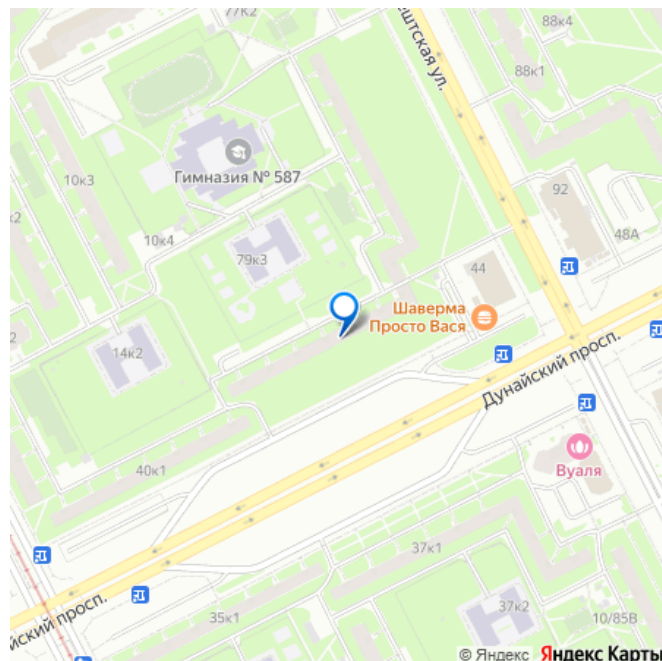 77к2
88к4
ештская ул.
88к1
Гимназия № 587
10к3
92
к2
10к4
48А
79к3
44
Шаверма
Просто Вася
14к2
Дунайский просп.
40к1
Вуаля
37к1
йский просп.
35к1
37к2
10/85В
© Яндекс Яндекс Карты